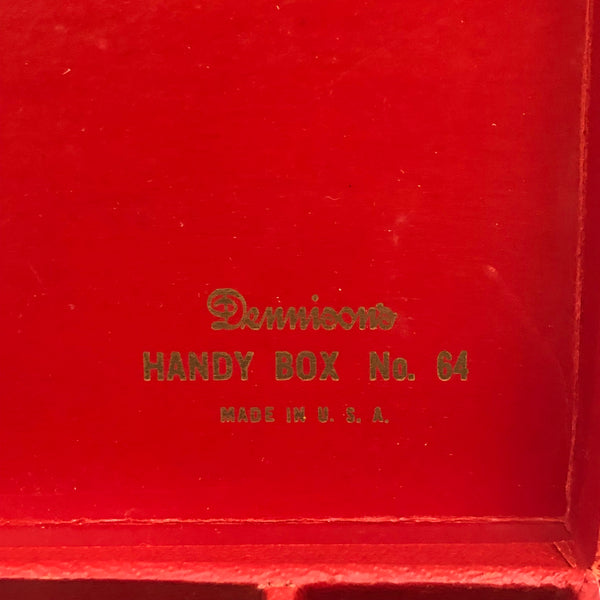 Dennison's
HANDY BOX No. 64
MADE IN U. S. A.